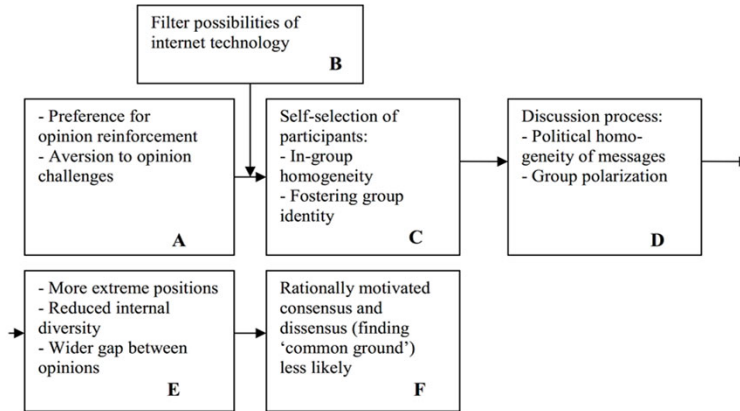 Filter possibilities of
internet technology
B
- Preference for
opinion reinforcement
- Aversion to opinion
challenges
A
Self-selection of
participants:
- In-group
homogeneity
- Fostering group
identity
C
Discussion process:
- Political homo-
geneity of messages
- Group polarization
D
- More extreme positions
- Reduced internal
diversity
- Wider gap between
opinions
E
Rationally motivated
consensus and
dissensus (finding
‘common ground’)
less likely
F